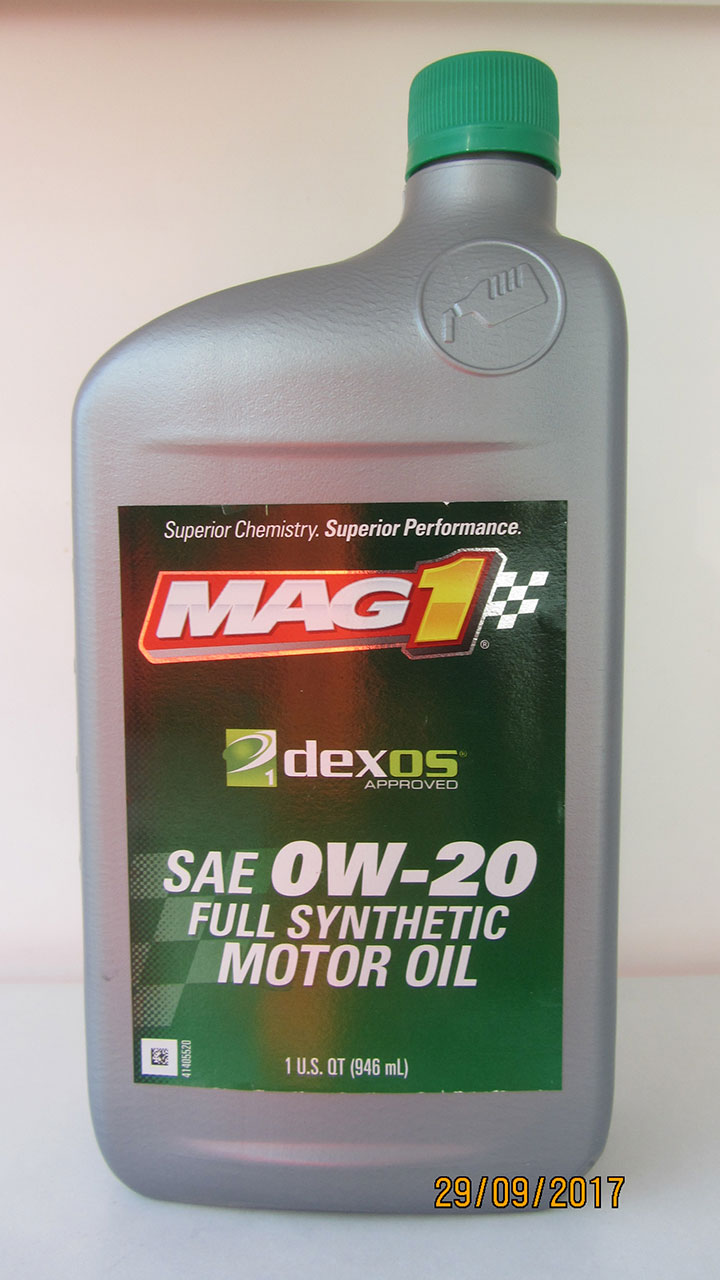 Superior Chemistry. Superior Performance.
MAG1®
1 dexos®
APPROVED
SAE 0W-20
FULL SYNTHETIC
MOTOR OIL
41405520
1 U.S. QT (946 mL)
29/09/2017